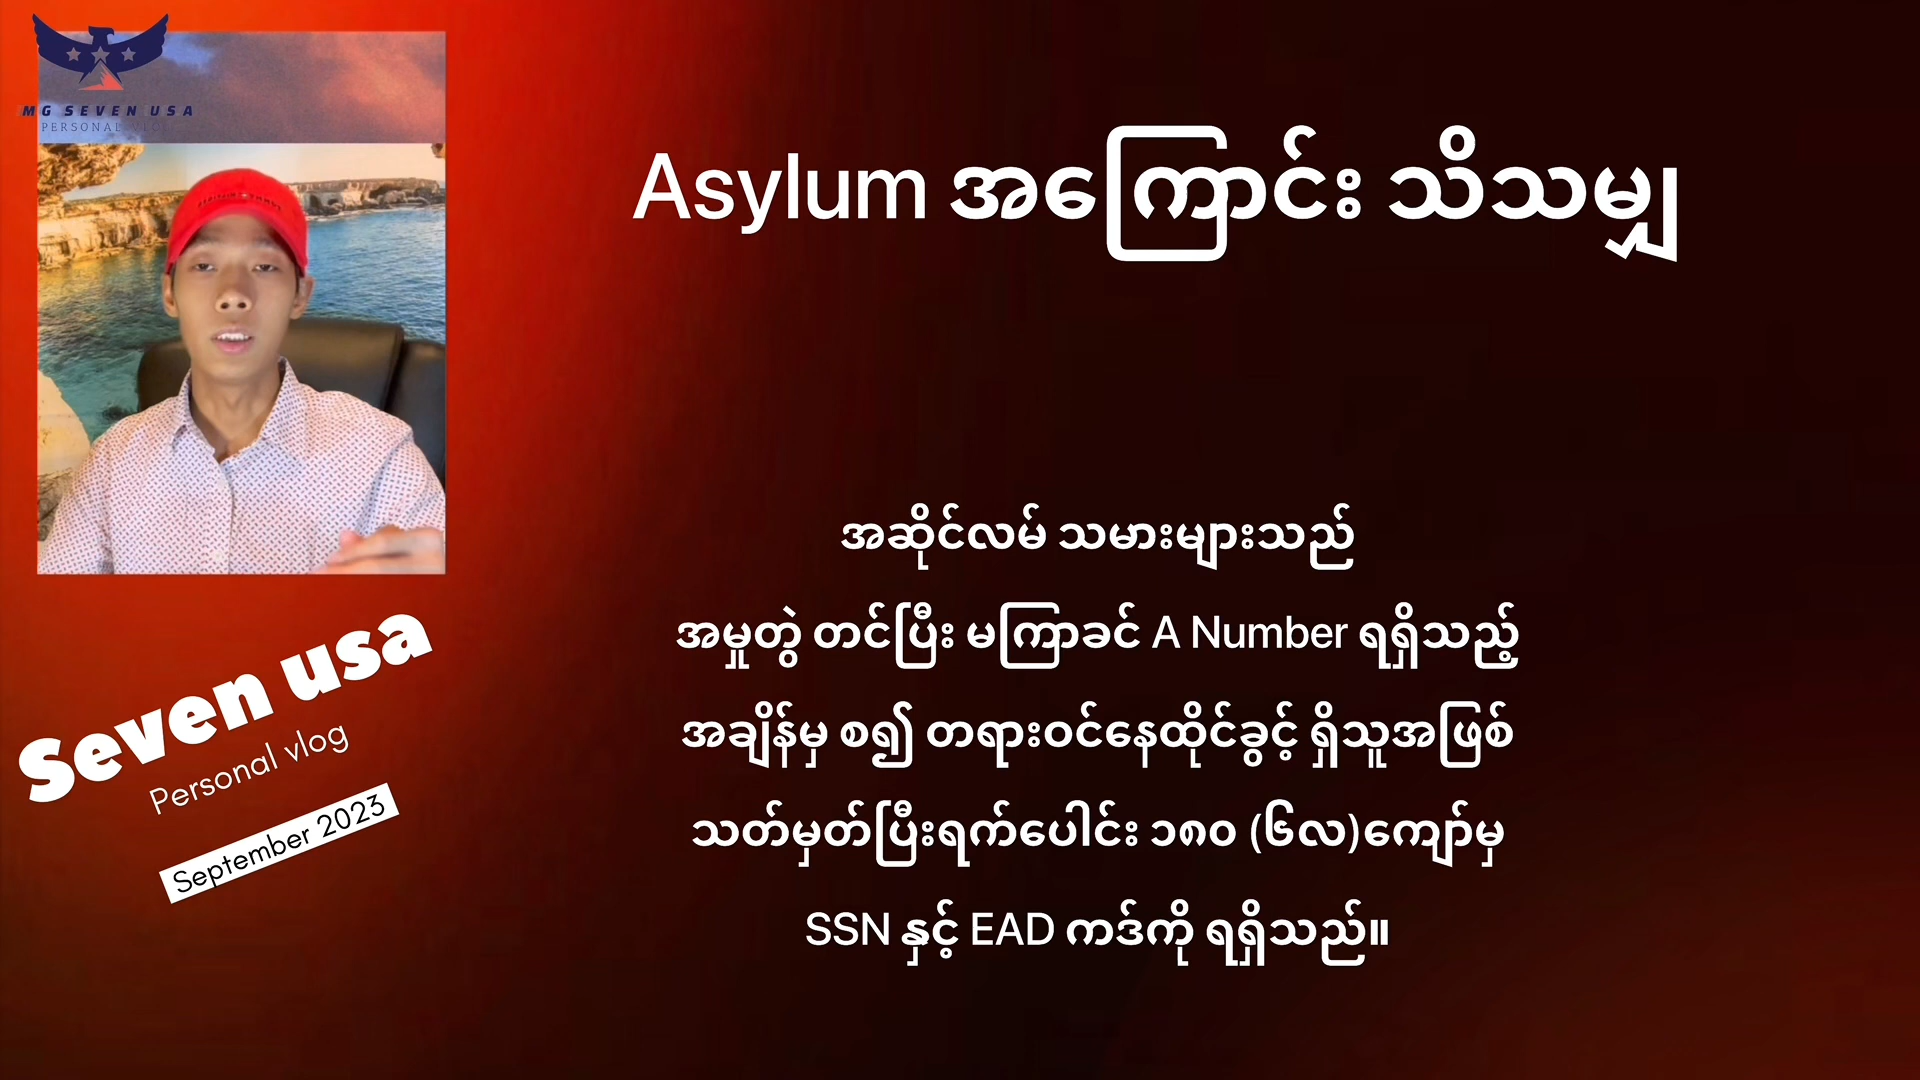 MG SEVEN USA
PERSONAL
Asylum အကြောင်း သိသမျှ
အဆိုင်လမ် သမားများသည်
အမှုတွဲ တင်ပြီး မကြာခင် A Number ရရှိသည့်
အချိန်မှ စ၍ တရားဝင်နေထိုင်ခွင့် ရှိသူအဖြစ်
သတ်မှတ်ပြီးရက်ပေါင်း ၁၈၀ (၆လ)ကျော်မှ
SSN နှင့် EAD ကဒ်ကို ရရှိသည်။
Seven usa
Personal vlog
September 2023